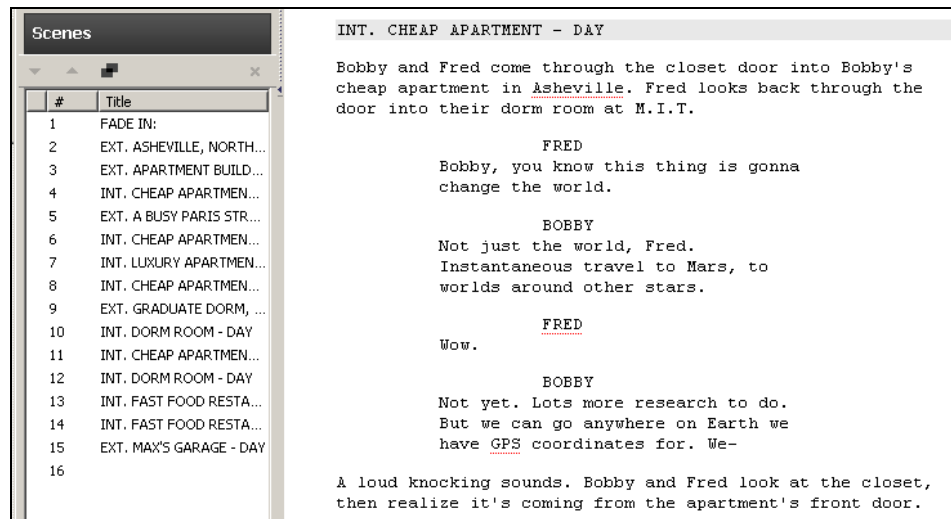 Scenes
# Title
1 FADE IN:
2 EXT. ASHEVILLE, NORTH...
3 EXT. APARTMENT BUILD...
4 INT. CHEAP APARTMEN...
5 EXT. A BUSY PARIS STR...
6 INT. CHEAP APARTMEN...
7 INT. LUXURY APARTMEN...
8 INT. CHEAP APARTMEN...
9 EXT. GRADUATE DORM, ...
10 INT. DORM ROOM - DAY
11 INT. CHEAP APARTMEN...
12 INT. DORM ROOM - DAY
13 INT. FAST FOOD RESTA...
14 INT. FAST FOOD RESTA...
15 EXT. MAX'S GARAGE - DAY
16
INT. CHEAP APARTMENT - DAY
Bobby and Fred come through the closet door into Bobby's
cheap apartment in Asheville. Fred looks back through the
door into their dorm room at M.I.T.
FRED
Bobby, you know this thing is gonna
change the world.
BOBBY
Not just the world, Fred.
Instantaneous travel to Mars, to
worlds around other stars.
FRED
Wow.
BOBBY
Not yet. Lots more research to do.
But we can go anywhere on Earth we
have GPS coordinates for. We-
A loud knocking sounds. Bobby and Fred look at the closet,
then realize it's coming from the apartment's front door.